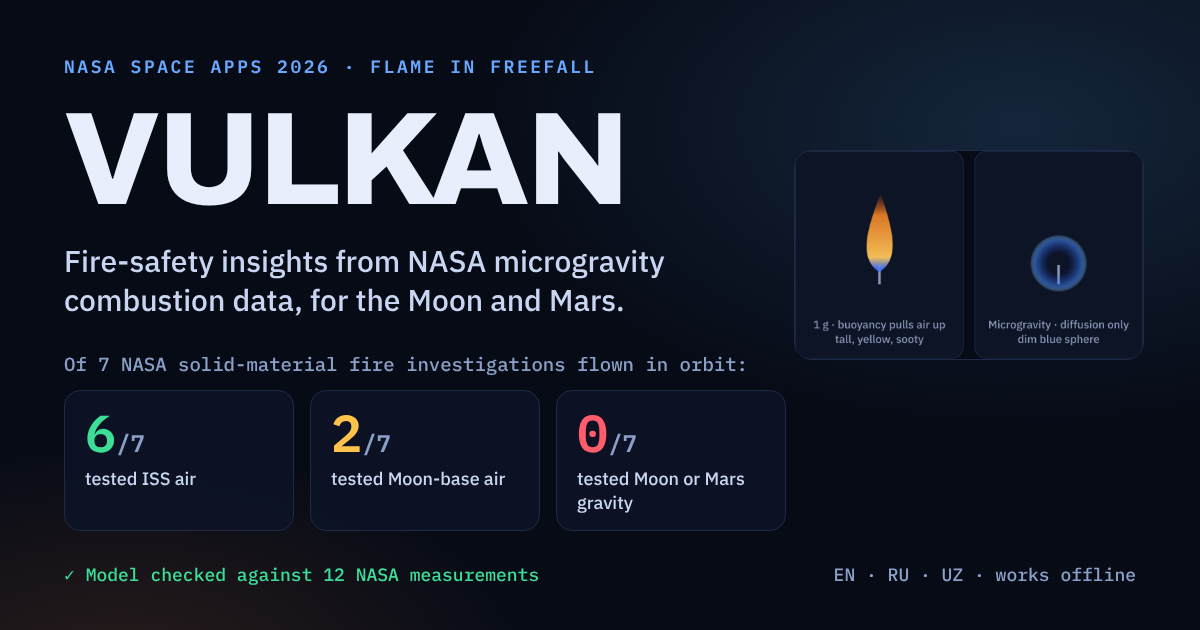 NASA SPACE APPS 2026 · FLAME IN FREEFALL
VULKAN
Fire-safety insights from NASA microgravity
combustion data, for the Moon and Mars.
1 g · buoyancy pulls air up
tall, yellow, sooty
Microgravity · diffusion only
dim blue sphere
Of 7 NASA solid-material fire investigations flown in orbit:
6/7
tested ISS air
2/7
tested Moon-base air
0/7
tested Moon or Mars
gravity
✓ Model checked against 12 NASA measurements
EN · RU · UZ · works offline